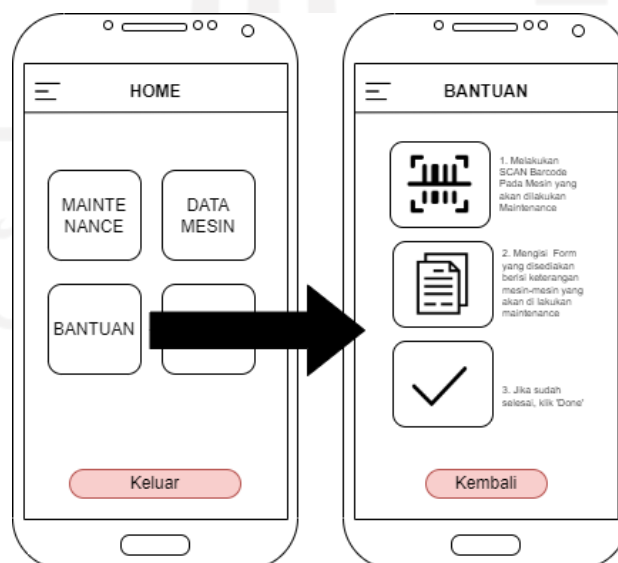 HOME
MAINTE
NANCE
DATA
MESIN
BANTUAN
Keluar
BANTUAN
1. Melakukan
SCAN Barcode
Pada Mesin yang
akan dilakukan
Maintenance
2. Mengisi Form
yang disediakan
berisi keterangan
mesin-mesin yang
akan di lakukan
maintenance
3. Jika sudah
selesai, klik 'Done'
Kembali